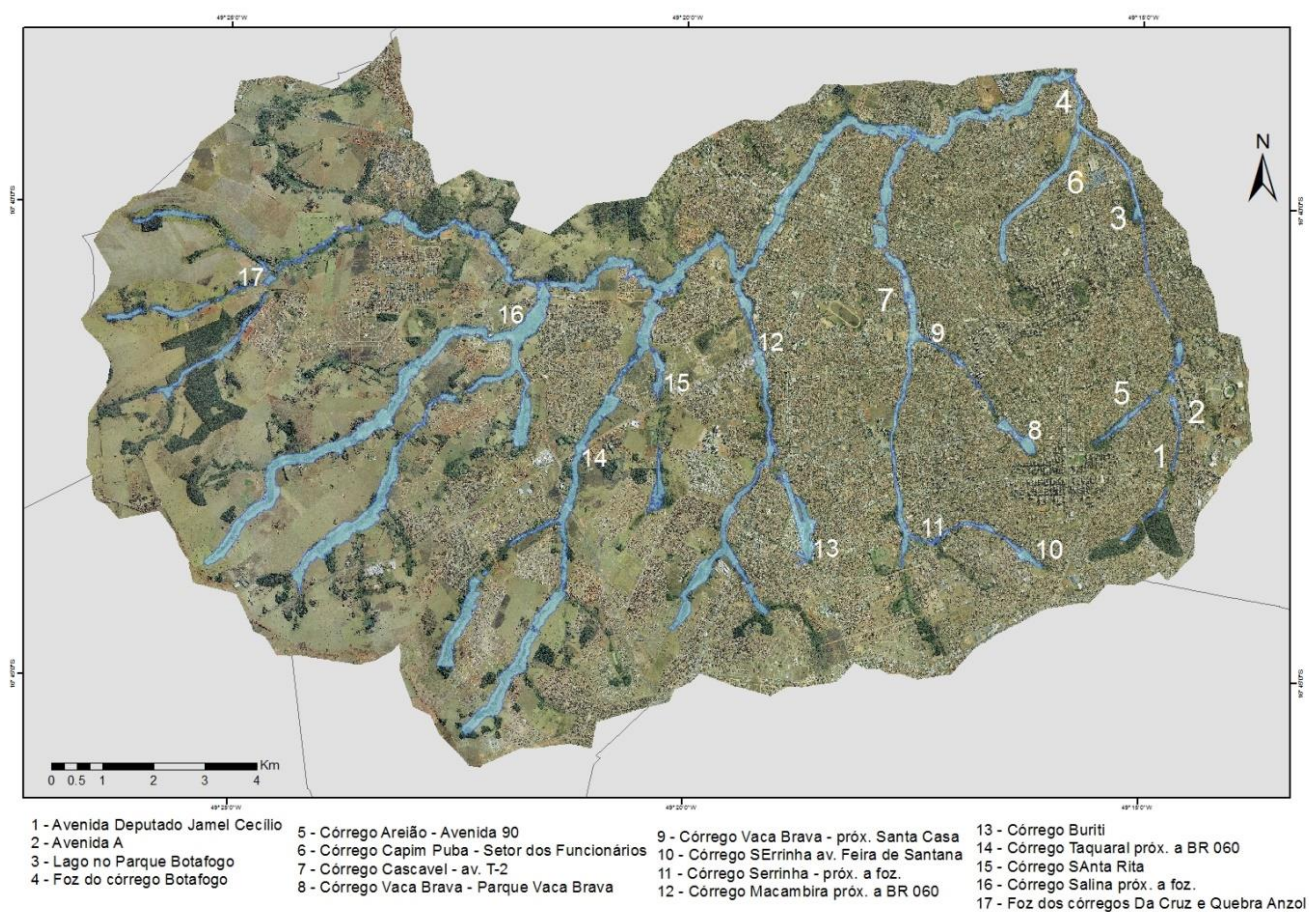 49°25'0"W 49°20'0"W 49°15'0"W
4
N
6
3
17
7
16
12
9
15
5
2
8
14
1
11
13
10
Km
0 0.5 1 2 3 4
49°25'0"W 49°20'0"W 49°15'0"W
1 - Avenida Deputado Jamel Cecílio
2 - Avenida A
3 - Lago no Parque Botafogo
4 - Foz do córrego Botafogo
5 - Córrego Areião - Avenida 90
6 - Córrego Capim Puba - Setor dos Funcionários
7 - Córrego Cascavel - av. T-2
8 - Córrego Vaca Brava - Parque Vaca Brava
9 - Córrego Vaca Brava - próx. Santa Casa
10 - Córrego SErrinha av. Feira de Santana
11 - Córrego Serrinha - próx. a foz.
12 - Córrego Macambira próx. a BR 060
13 - Córrego Buriti
14 - Córrego Taquaral próx. a BR 060
15 - Córrego SAnta Rita
16 - Córrego Salina próx. a foz.
17 - Foz dos córregos Da Cruz e Quebra Anzol